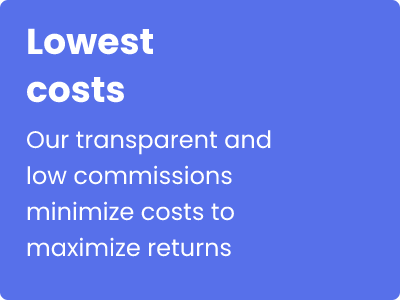 Lowest
costs
Our transparent and
low commissions
minimize costs to
maximize returns